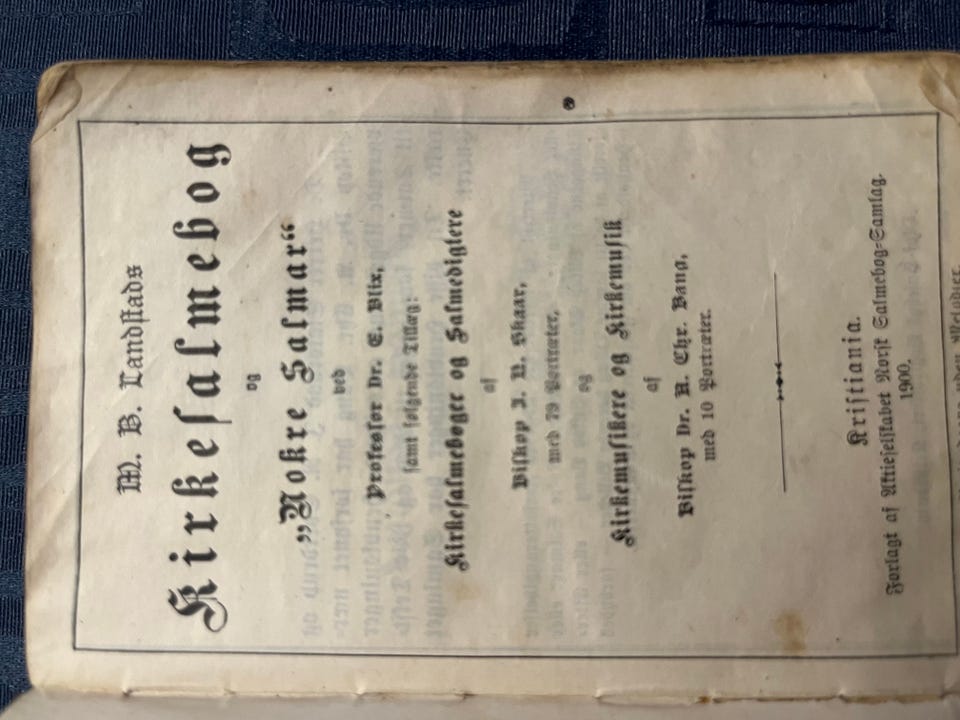 M. B. Landstads
Kirkesalmebog
og
„Nokre Salmar“
ved
Professor Dr. E. Blix,
samt følgende Tillæg:
Kirkesalmebøger og Salmedigtere
af
Biskop J. N. Skaar,
med 79 Portræter,
og
Kirkemusikere og Kirkemusik
af
Biskop Dr. A. Chr. Bang,
med 10 Portræter.
Kristiania.
Forlagt af Aktieselskabet Norsk Salmebog-Samlag.
1900.